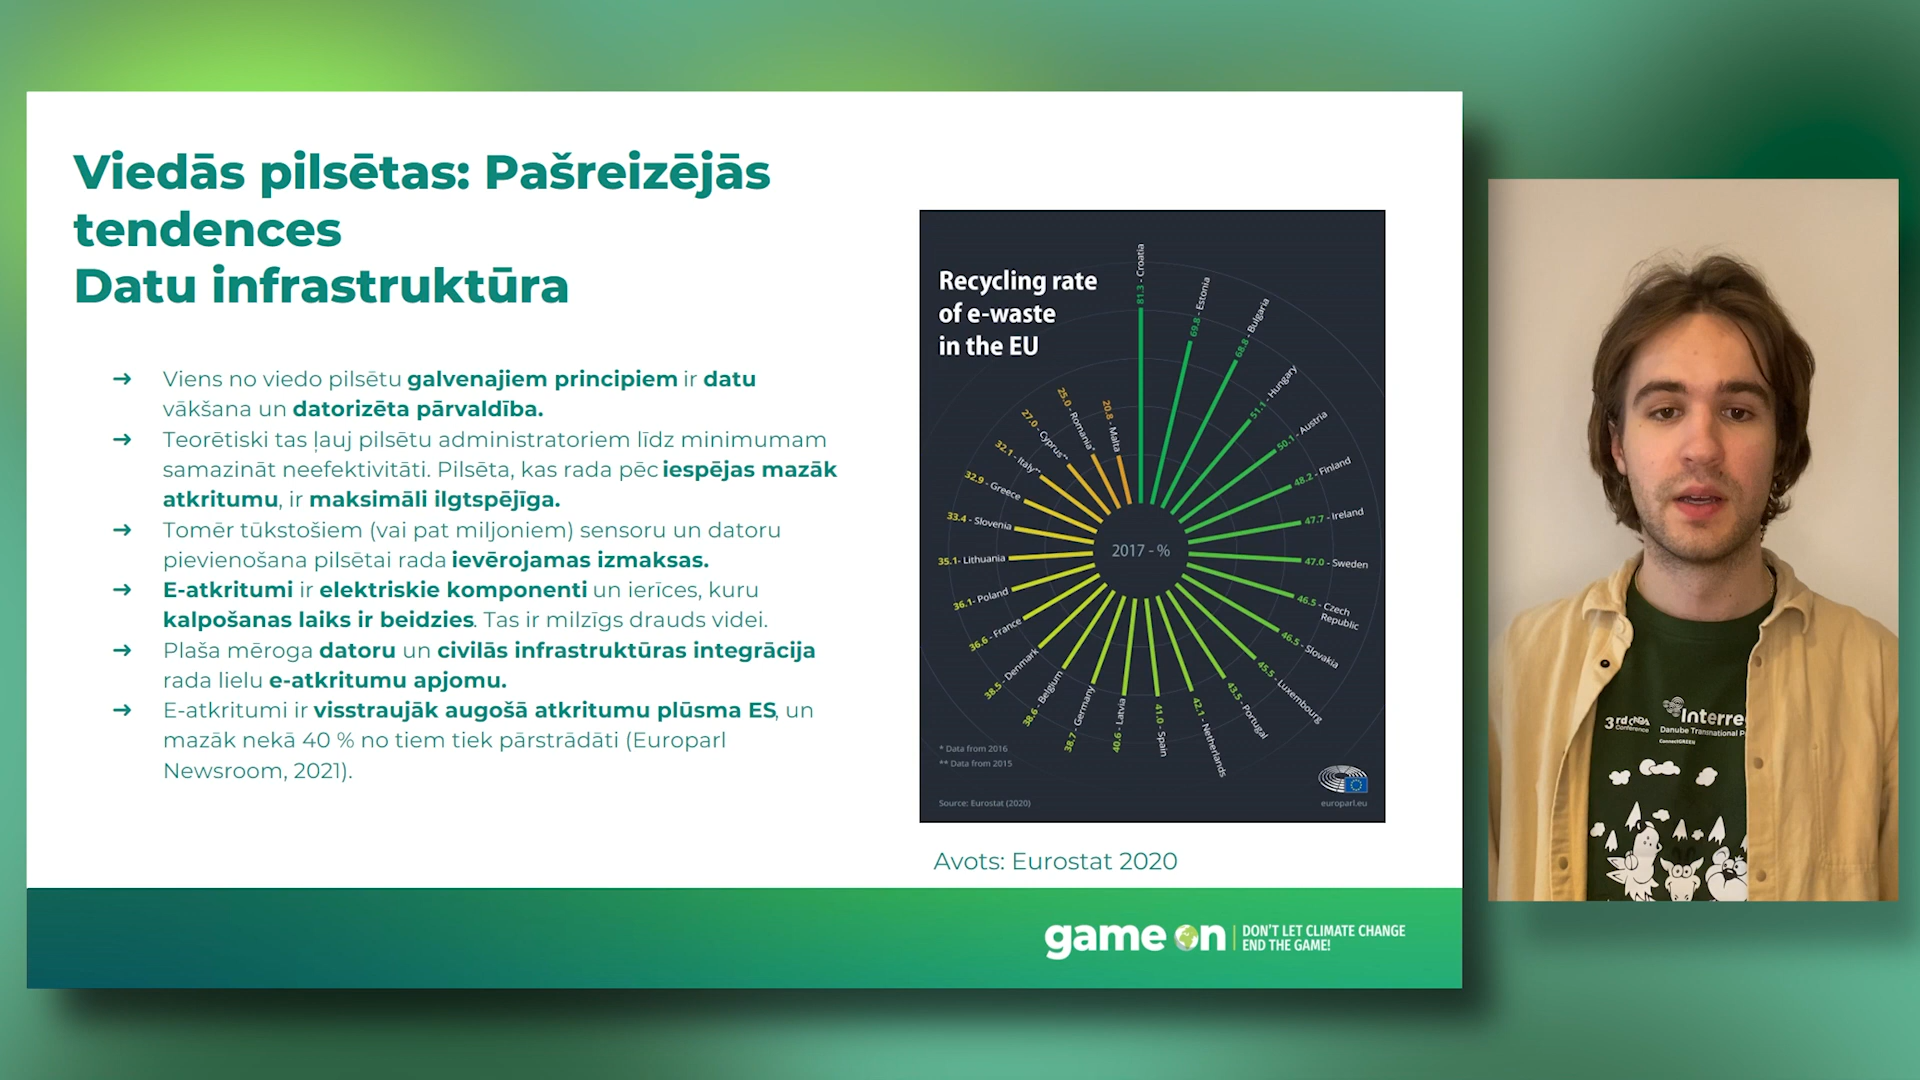 Viedās pilsētas: Pašreizējās
tendences
Datu infrastruktūra
➔ Viens no viedo pilsētu galvenajiem principiem ir datu
vākšana un datorizēta pārvaldība.
➔ Teorētiski tas ļauj pilsētu administratoriem līdz minimumam
samazināt neefektivitāti. Pilsēta, kas rada pēc iespējas mazāk
atkritumu, ir maksimāli ilgtspējīga.
➔ Tomēr tūkstošiem (vai pat miljoniem) sensoru un datoru
pievienošana pilsētai rada ievērojamas izmaksas.
➔ E-atkritumi ir elektriskie komponenti un ierīces, kuru
kalpošanas laiks ir beidzies. Tas ir milzīgs drauds videi.
➔ Plaša mēroga datoru un civilās infrastruktūras integrācija
rada lielu e-atkritumu apjomu.
➔ E-atkritumi ir visstraujāk augošā atkritumu plūsma ES, un
mazāk nekā 40 % no tiem tiek pārstrādāti (Europarl
Newsroom, 2021).
Recycling rate
of e-waste
in the EU
81.3 - Croatia
69.8 - Estonia
68.8 - Bulgaria
51.1 - Hungary
50.1 - Austria
48.2 - Finland
47.7 - Ireland
47.0 - Sweden
46.5 - Czech
Republic
46.5 - Slovakia
45.5 - Luxembourg
43.5 - Portugal
42.1 - Netherlands
41.0 - Spain
40.6 - Latvia
38.7 - Germany
38.6 - Belgium
38.5 - Denmark
36.6 - France
36.1 - Poland
35.1 - Lithuania
33.4 - Slovenia
32.9 - Greece
32.1 - Italy**
27.0 - Cyprus**
25.0 - Romania*
20.8 - Malta
2017 - %
* Data from 2016
** Data from 2015
Source: Eurostat (2020)
europarl.eu
Avots: Eurostat 2020
game on
DON'T LET CLIMATE CHANGE
END THE GAME!
3rd
Conference
Interre
Danube Transnational P
ConnectGREEN